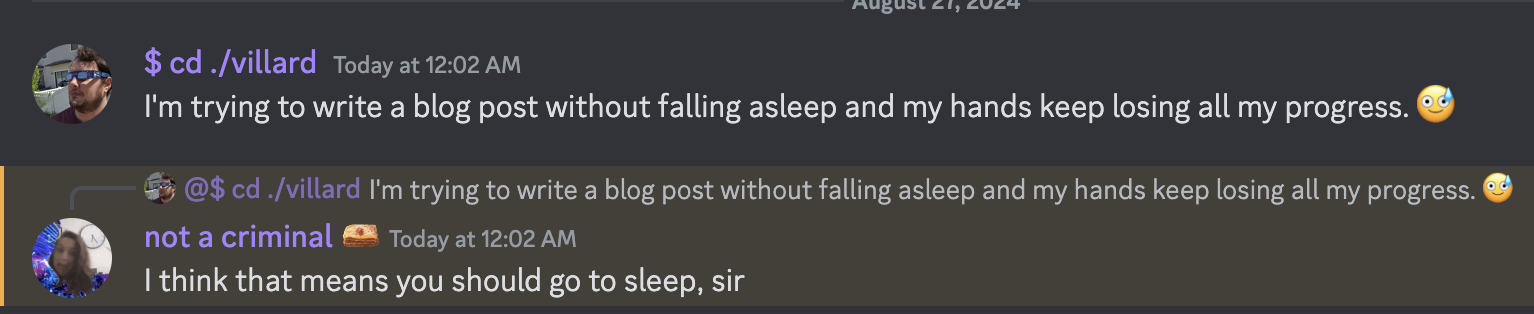 August 27, 2024
$ cd ./villard Today at 12:02 AM
I'm trying to write a blog post without falling asleep and my hands keep losing all my progress. 😅
@$ cd ./villard I'm trying to write a blog post without falling asleep and my hands keep losing all my progress. 😅
not a criminal Today at 12:02 AM
I think that means you should go to sleep, sir